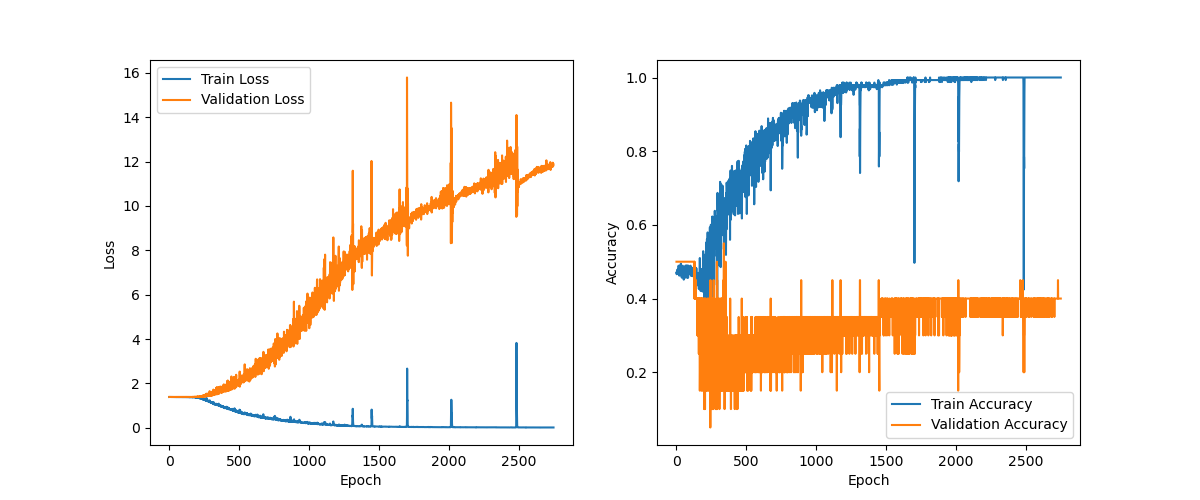 Train Loss
Validation Loss
16
14
12
10
8
6
4
2
0
Loss
0 500 1000 1500 2000 2500
Epoch
1.0
0.8
0.6
0.4
0.2
Accuracy
Train Accuracy
Validation Accuracy
0 500 1000 1500 2000 2500
Epoch